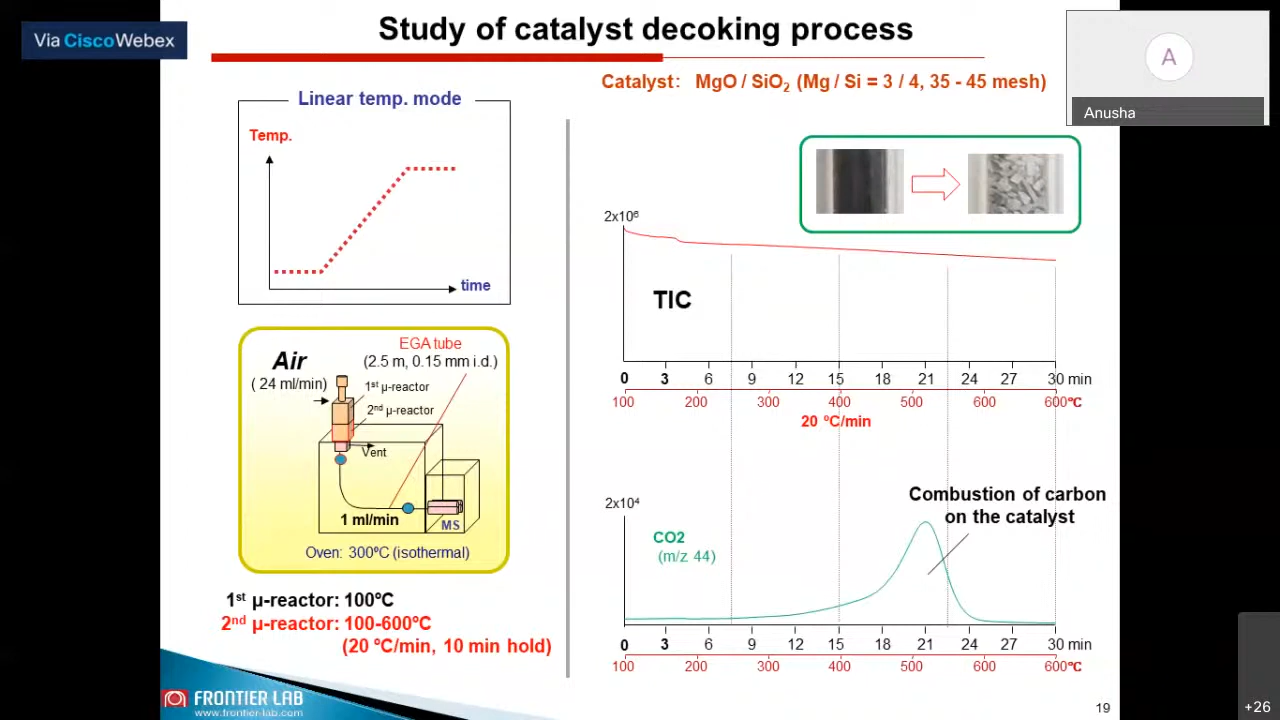 Study of catalyst decoking process
Via CiscoWebex
A
Anusha
Catalyst: MgO / SiO2 (Mg / Si = 3 / 4, 35 - 45 mesh)
Linear temp. mode
Temp.
time
Air
( 24 ml/min)
EGA tube
(2.5 m, 0.15 mm i.d.)
1st µ-reactor
2nd µ-reactor
Vent
1 ml/min
MS
Oven: 300ºC (isothermal)
1st µ-reactor: 100ºC
2nd µ-reactor: 100-600ºC
(20 ºC/min, 10 min hold)
2x10⁶
TIC
0 3 6 9 12 15 18 21 24 27 30 min
100 200 300 400 500 600 600ºC
20 ºC/min
2x10⁴
CO2
(m/z 44)
Combustion of carbon
on the catalyst
0 3 6 9 12 15 18 21 24 27 30 min
100 200 300 400 500 600 600ºC
FRONTIER LAB
www.frontier-lab.com
19
+26